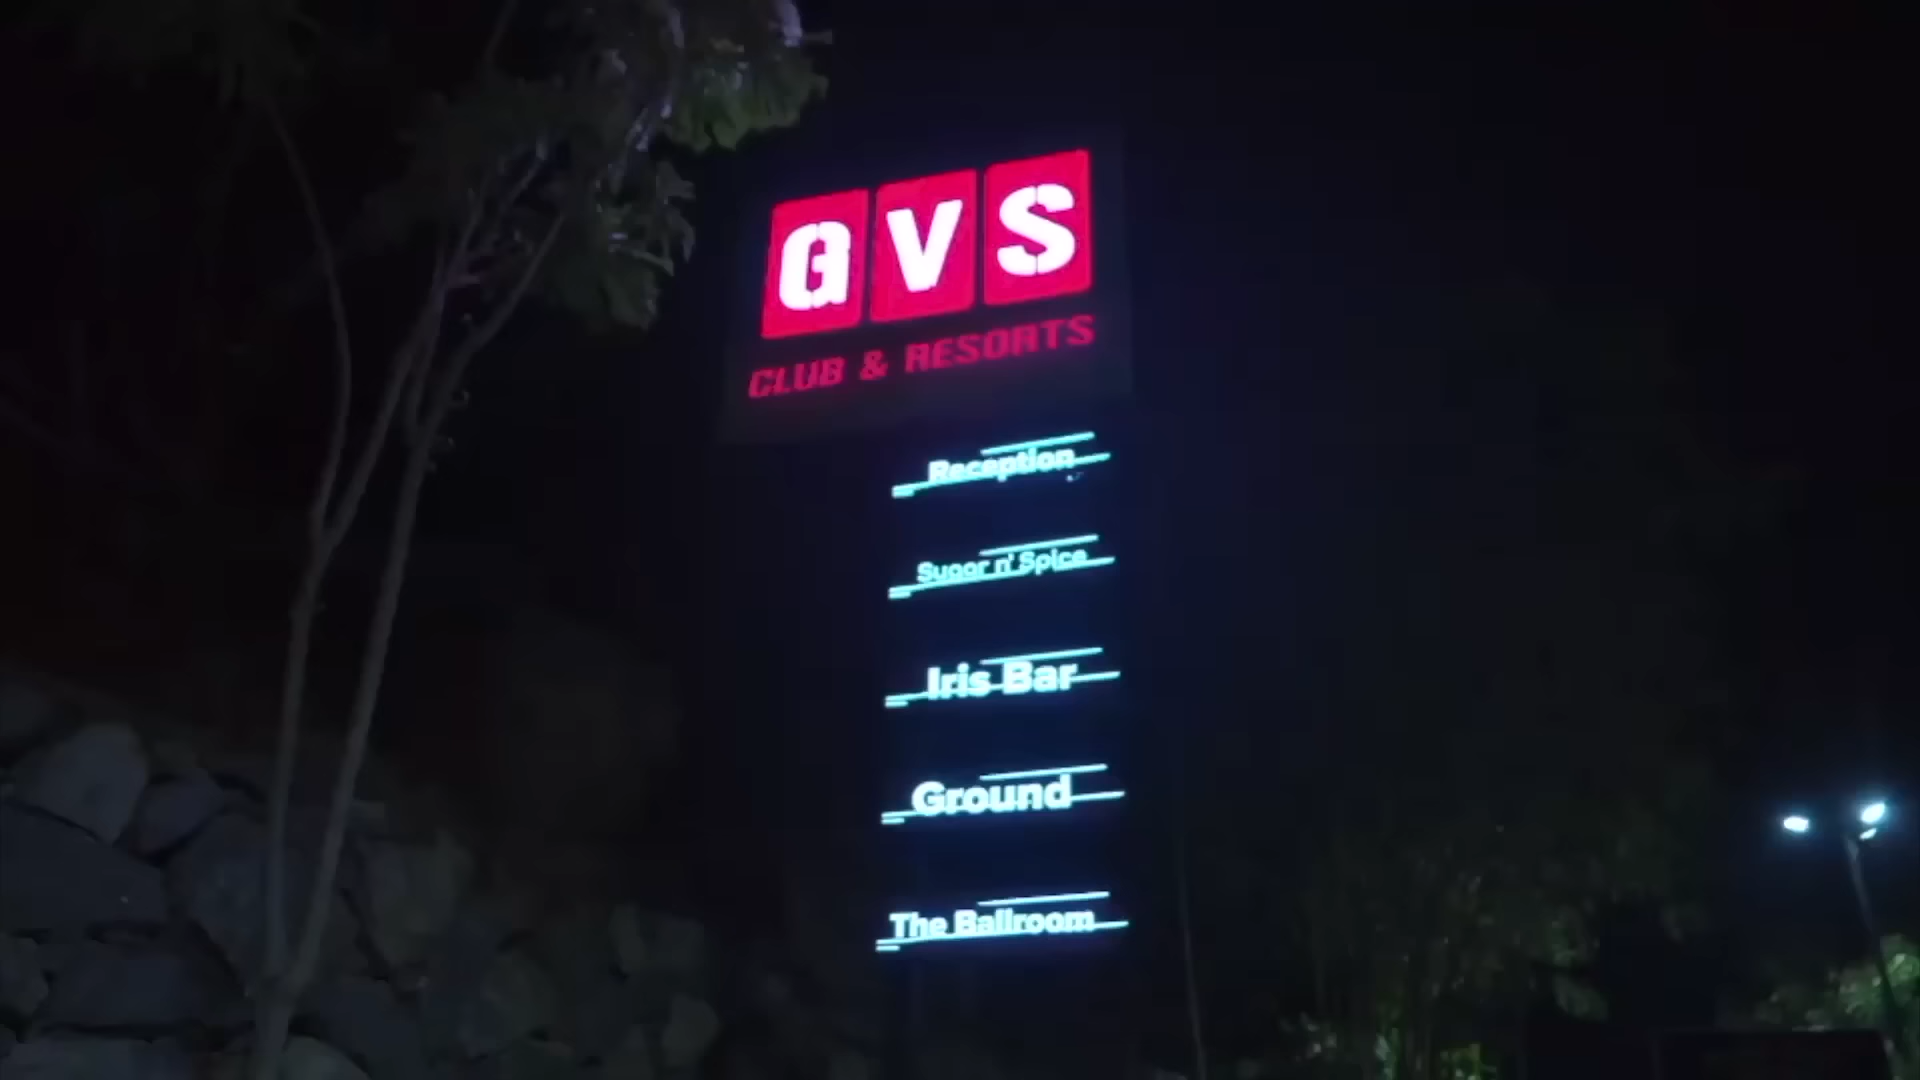 GVS
CLUB & RESORTS
Reception
Sugar n' Spice
Iris Bar
Ground
The Ballroom